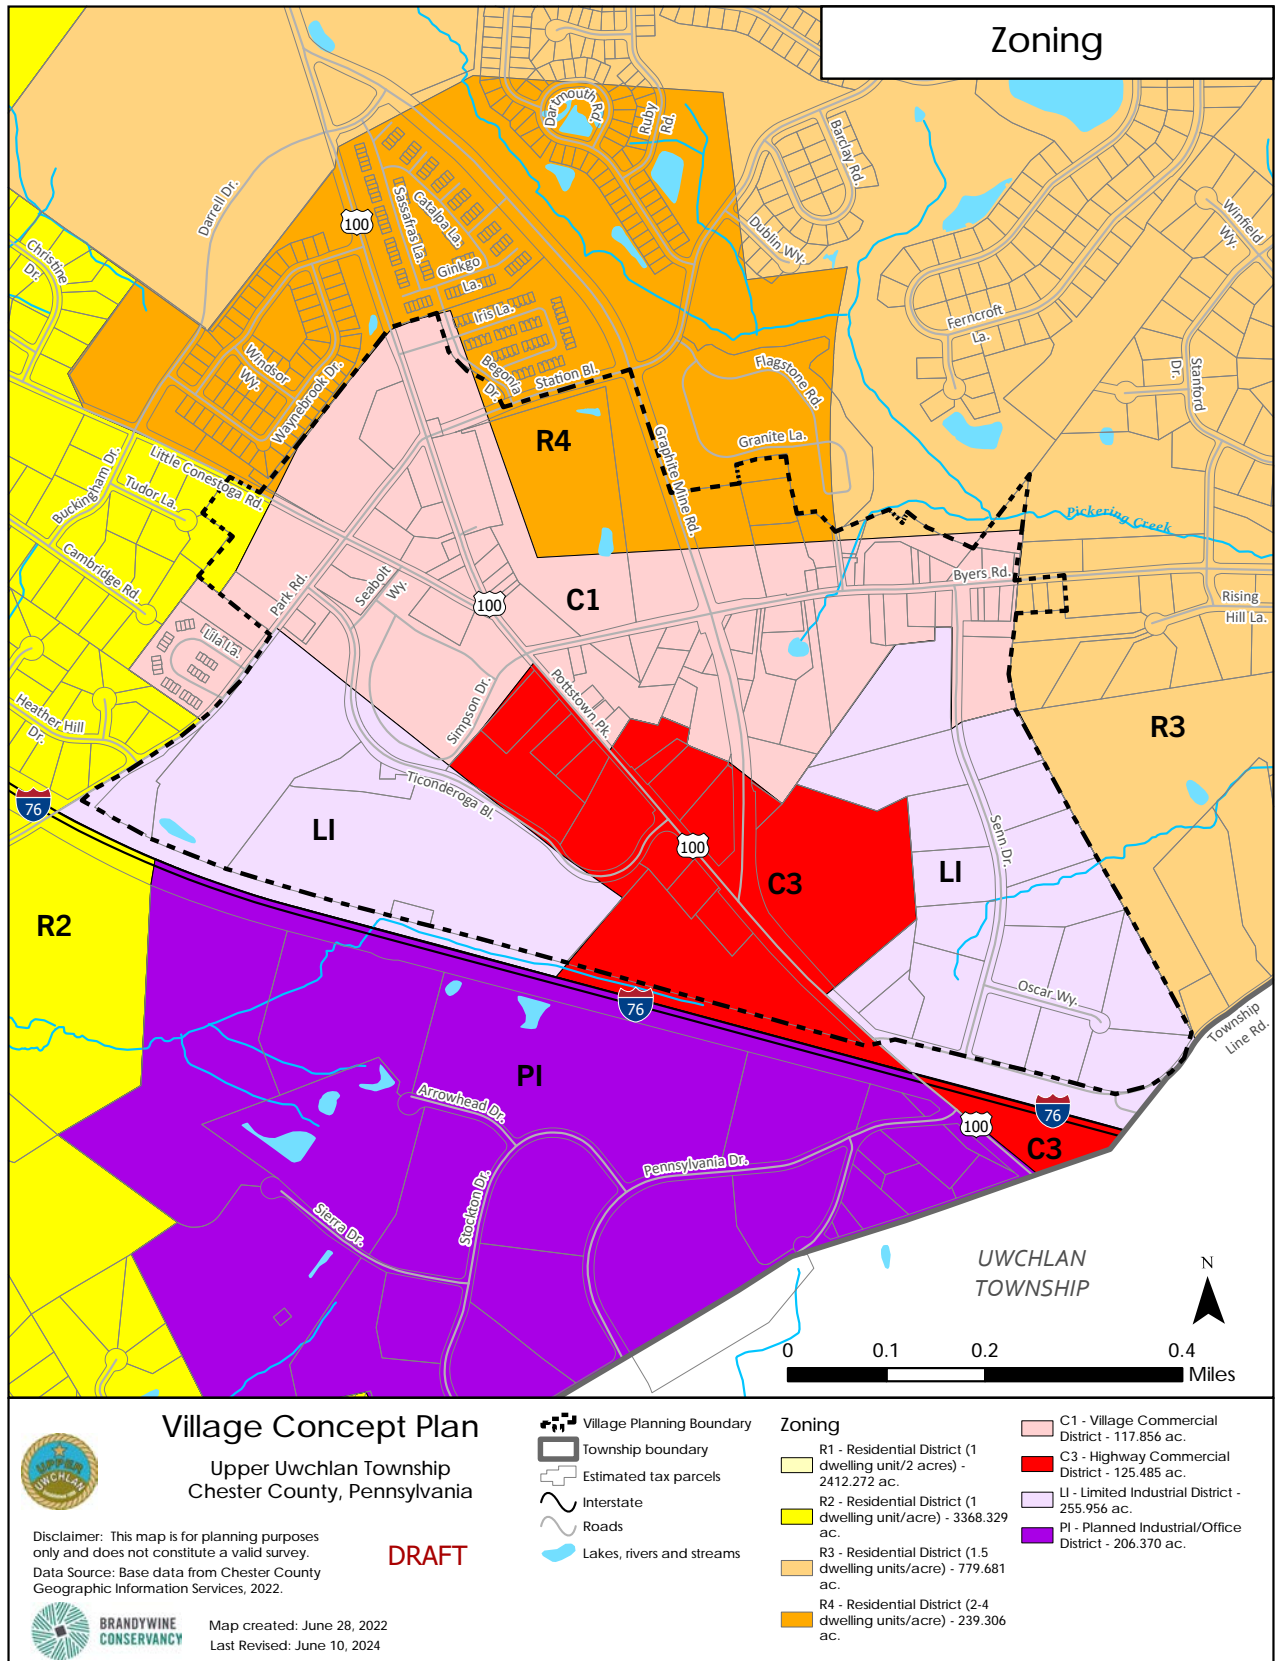 Zoning
Dartmouth Rd.
Ruby
Rd.
Barclay Rd.
Darrell Dr.
100
Sassafras La.
Catalpa La.
Ginkgo
La.
Dublin Wy.
Winfield
Wy.
Christine
Dr.
Iris La.
Ferncroft
La.
Windsor
Wy.
Waynebrook Dr.
Begonia
Dr.
Station Bl.
Flagstone Rd.
Stanford
Dr.
R4
Granite La.
Graphite Mine Rd.
Little Conestoga Rd.
Buckingham Dr.
Tudor La.
Pickering Creek
Cambridge Rd.
Park Rd.
Seabolt
Wy.
100
C1
Byers Rd.
Rising
Hill La.
Lila La.
Heather Hill
Dr.
Simpson Dr.
Pottstown Pk.
R3
Ticonderoga Bl.
76
LI
100
Senn Dr.
C3
LI
R2
Oscar Wy.
76
Township
Line Rd.
PI
Arrowhead Dr.
76
100
C3
Pennsylvania Dr.
Stockton Dr.
Sierra Dr.
UWCHLAN
TOWNSHIP
N
0 0.1 0.2 0.4
Miles
Village Concept Plan
Upper Uwchlan Township
Chester County, Pennsylvania
UPPER
UWCHLAN
Disclaimer: This map is for planning purposes
only and does not constitute a valid survey.
Data Source: Base data from Chester County
Geographic Information Services, 2022.
DRAFT
BRANDYWINE
CONSERVANCY
Map created: June 28, 2022
Last Revised: June 10, 2024
Village Planning Boundary
Township boundary
Estimated tax parcels
Interstate
Roads
Lakes, rivers and streams
Zoning
R1 - Residential District (1
dwelling unit/2 acres) -
2412.272 ac.
R2 - Residential District (1
dwelling unit/acre) - 3368.329
ac.
R3 - Residential District (1.5
dwelling units/acre) - 779.681
ac.
R4 - Residential District (2-4
dwelling units/acre) - 239.306
ac.
C1 - Village Commercial
District - 117.856 ac.
C3 - Highway Commercial
District - 125.485 ac.
LI - Limited Industrial District -
255.956 ac.
PI - Planned Industrial/Office
District - 206.370 ac.